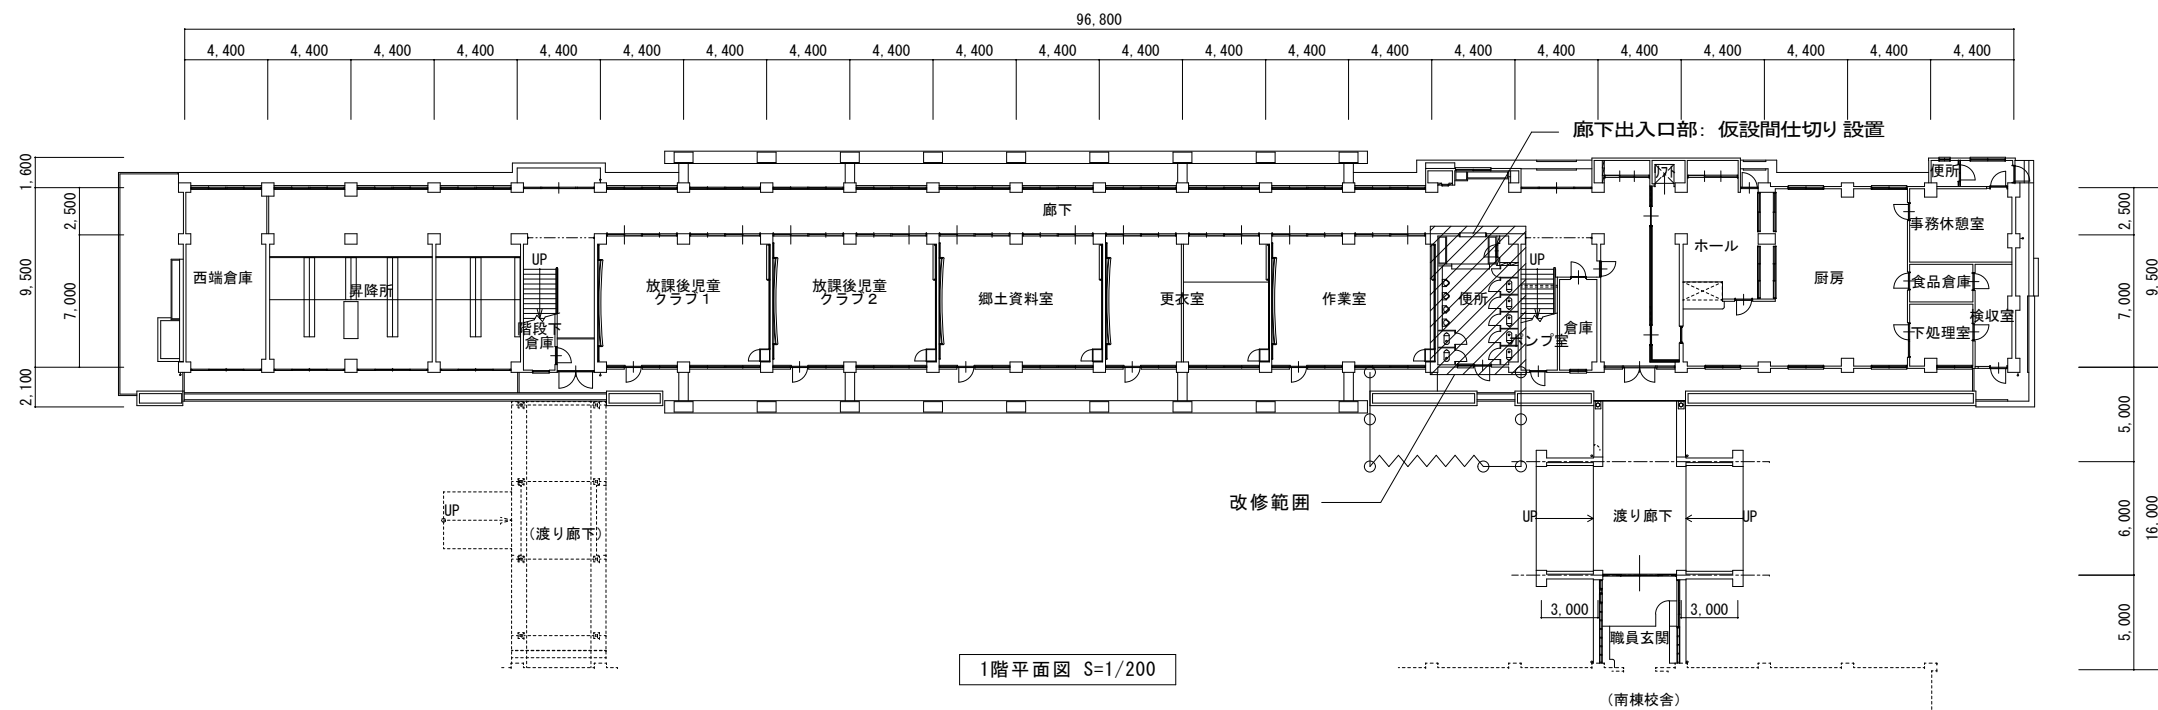 96,800
4,400 4,400 4,400 4,400 4,400 4,400 4,400 4,400 4,400 4,400 4,400 4,400 4,400 4,400 4,400 4,400 4,400 4,400 4,400 4,400 4,400 4,400
廊下出入口部: 仮設間仕切り設置
1,600
2,500
9,500
7,000
2,100
リフト
便所
廊下
事務休憩室
ホール
2,500
9,500
7,000
西端倉庫
昇降所
UP
階段下
倉庫
放課後児童
クラブ1
放課後児童
クラブ2
郷土資料室
更衣室
作業室
便所
UP
ポンプ室
倉庫
厨房
食品倉庫
検収室
下処理室
5,000
改修範囲
UP
(渡り廊下)
UP
渡り廊下
UP
6,000
16,000
3,000
3,000
5,000
職員玄関
1階平面図 S=1/200
(南棟校舎)